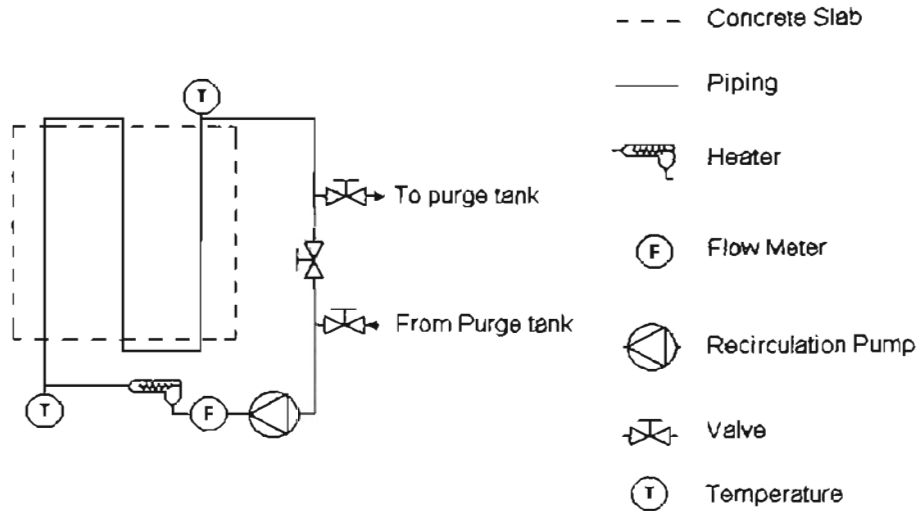 Concrete Slab
T
Piping
To purge tank
Heater
F
Flow Meter
From Purge tank
Recirculation Pump
T
F
Valve
T
Temperature